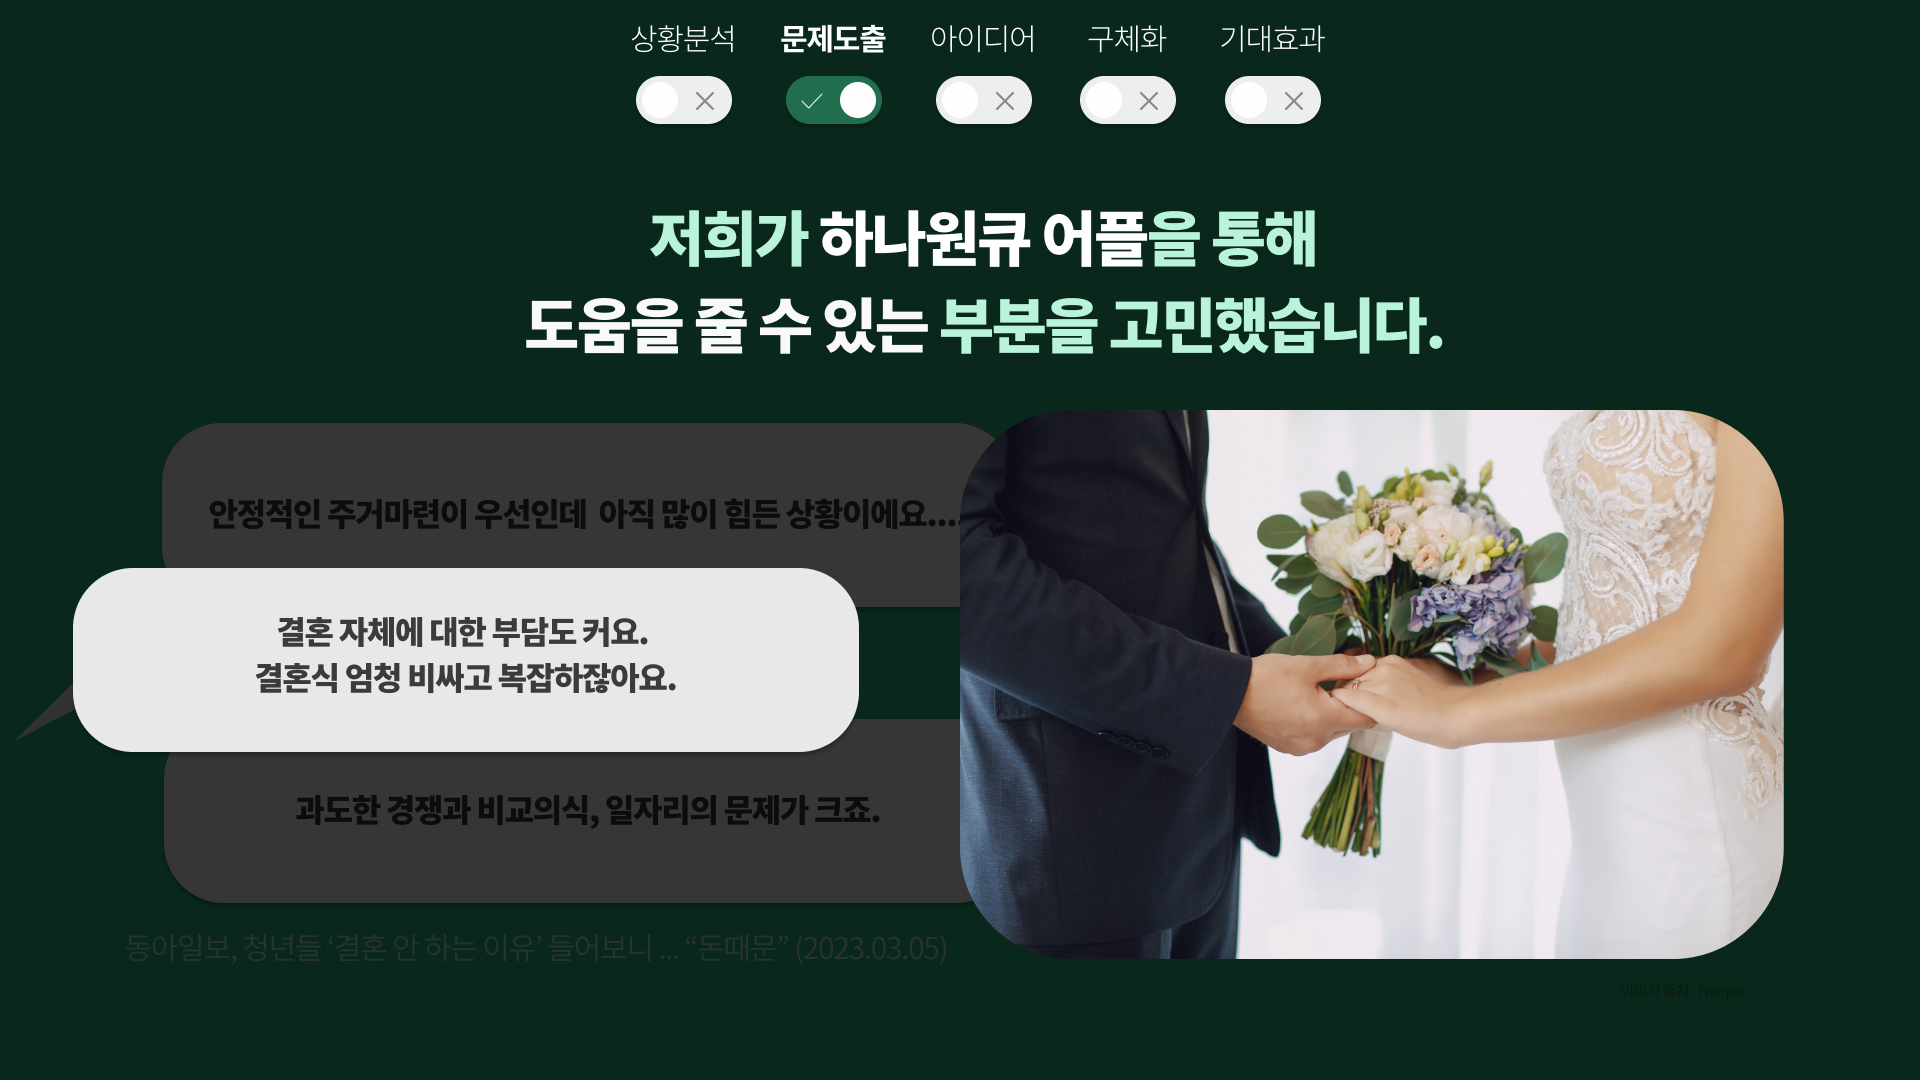 상황분석 문제도출 아이디어 구체화 기대효과
저희가 하나원큐 어플을 통해
도움을 줄 수 있는 부분을 고민했습니다.
안정적인 주거마련이 우선인데 아직 많이 힘든 상황이에요....
결혼 자체에 대한 부담도 커요.
결혼식 엄청 비싸고 복잡하잖아요.
과도한 경쟁과 비교의식, 일자리의 문제가 크죠.
동아일보, 청년들 ‘결혼 안 하는 이유’ 들어보니 ... “돈때문” (2023.03.05)
이미지 출처 : Freepik